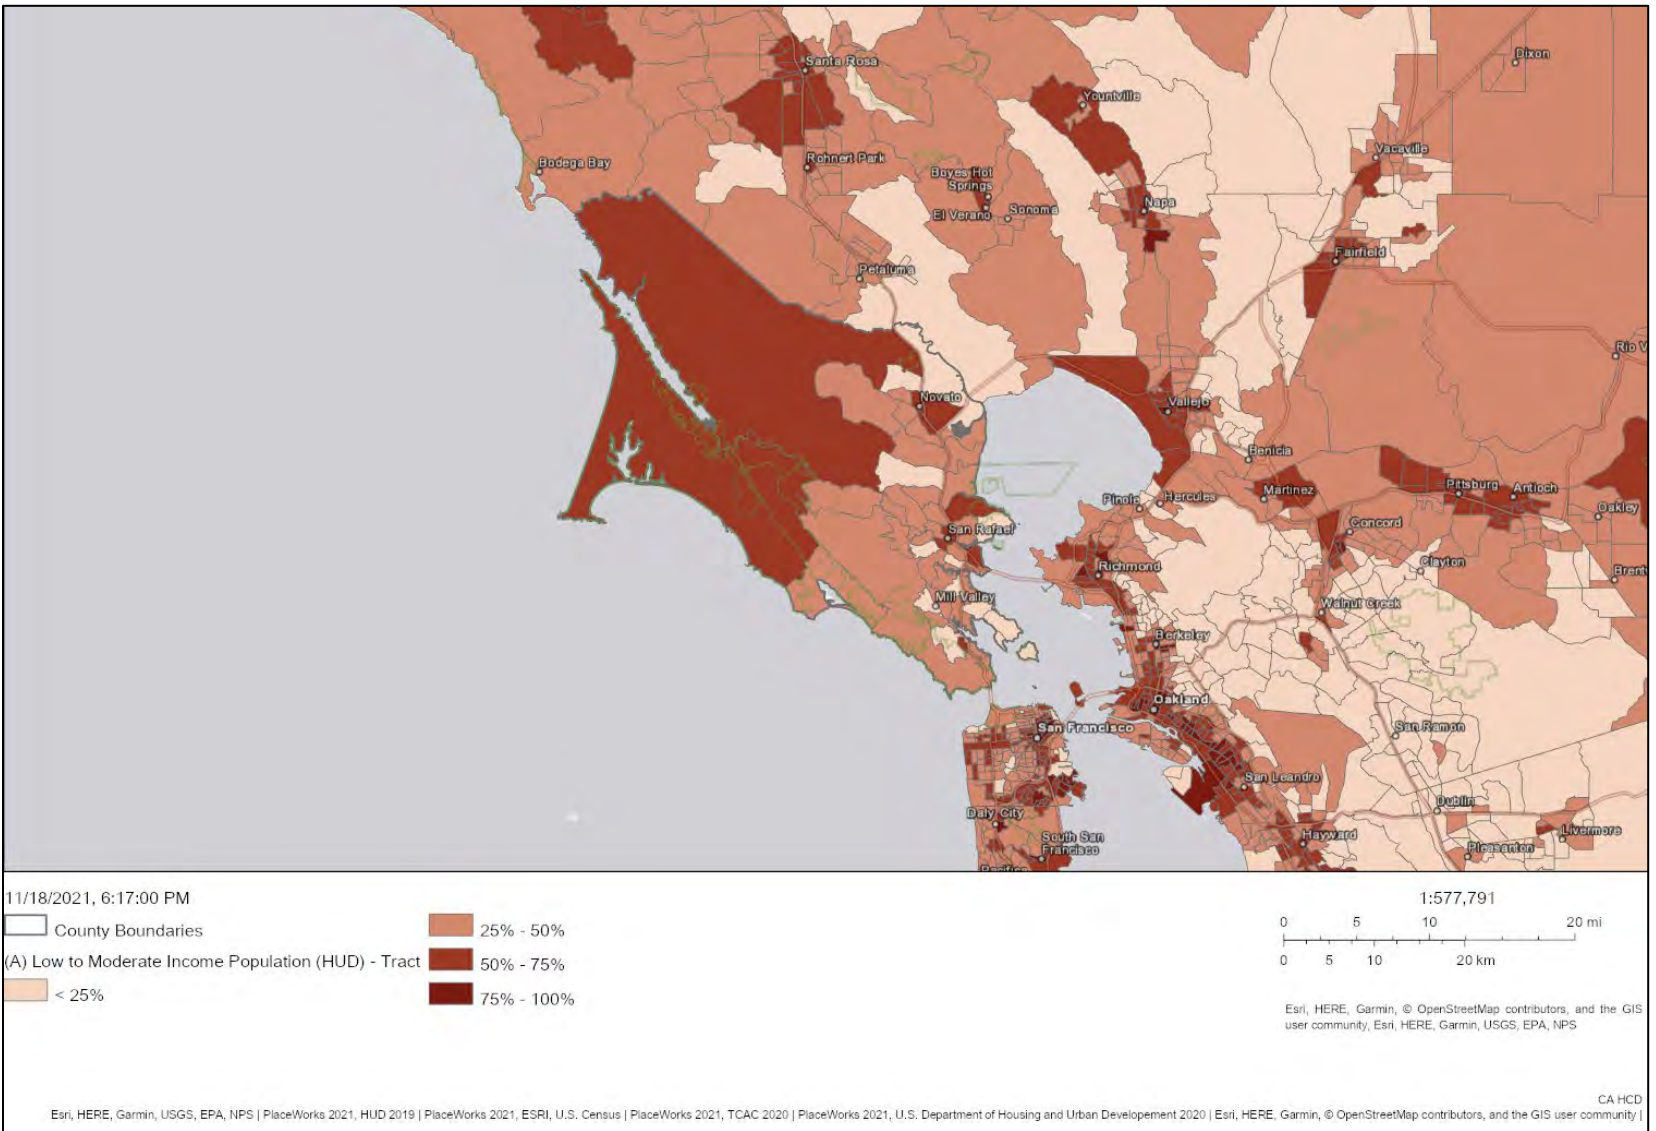 Dixon
Santa Rosa
Yountville
Vacaville
Bodega Bay
Rohnert Park
Boyes Hot
Springs
El Verano
Sonoma
Napa
Fairfield
Petaluma
Rio V
Novato
Vallejo
Benicia
Pinole
Hercules
Martinez
Pittsburg
Antioch
Oakley
San Rafael
Concord
Richmond
Clayton
Brent
Mill Valley
Walnut Creek
Berkeley
Oakland
San Francisco
San Ramon
San Leandro
Daly City
Dublin
South San
Francisco
Hayward
Livermore
Pleasanton
Pacifica
11/18/2021, 6:17:00 PM
County Boundaries
(A) Low to Moderate Income Population (HUD) - Tract
< 25%
25% - 50%
50% - 75%
75% - 100%
1:577,791
0 5 10 20 mi
0 5 10 20 km
Esri, HERE, Garmin, © OpenStreetMap contributors, and the GIS
user community, Esri, HERE, Garmin, USGS, EPA, NPS
CA HCD
Esri, HERE, Garmin, USGS, EPA, NPS | PlaceWorks 2021, HUD 2019 | PlaceWorks 2021, ESRI, U.S. Census | PlaceWorks 2021, TCAC 2020 | PlaceWorks 2021, U.S. Department of Housing and Urban Developement 2020 | Esri, HERE, Garmin, © OpenStreetMap contributors, and the GIS user community |